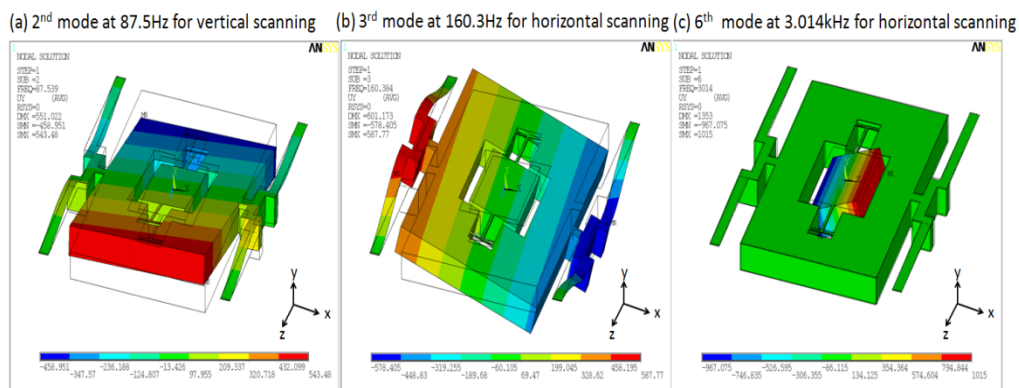 (a) 2nd mode at 87.5Hz for vertical scanning
(b) 3rd mode at 160.3Hz for horizontal scanning
(c) 6th mode at 3.014kHz for horizontal scanning
1
ANSYS
NODAL SOLUTION
STEP=1
SUB =2
FREQ=87.539
UY (AVG)
RSYS=0
DMX =551.022
SMN =-458.951
SMX =543.48
MN
y
x
z
-458.951 -236.188 -13.426 209.337 432.099
-347.57 -124.807 97.955 320.718 543.48
1
ANSYS
NODAL SOLUTION
STEP=1
SUB =3
FREQ=160.384
UY (AVG)
RSYS=0
DMX =601.173
SMN =-578.405
SMX =587.77
y
x
z
-578.405 -319.255 -60.105 199.045 458.195
-448.83 -189.68 69.47 328.62 587.77
1
ANSYS
NODAL SOLUTION
STEP=1
SUB =6
FREQ=3014
UY (AVG)
RSYS=0
DMX =1353
SMN =-967.075
SMX =1015
y
x
z
-967.075 -526.595 -86.115 354.364 794.844
-746.835 -306.355 134.125 574.604 1015